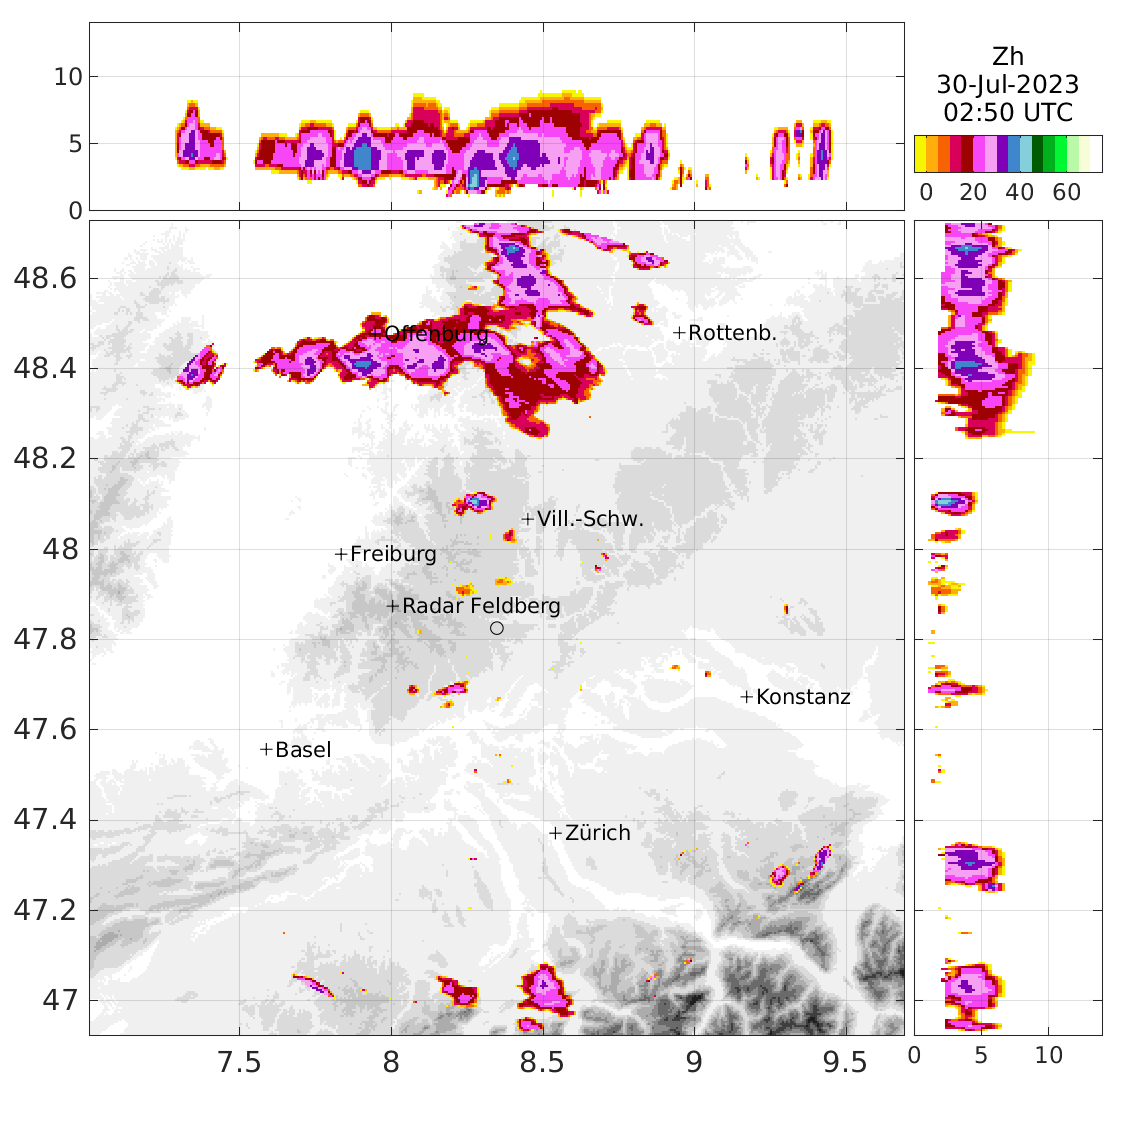 Zh
30-Jul-2023
02:50 UTC
0 20 40 60
10
5
0
48.6
48.4
48.2
48
47.8
47.6
47.4
47.2
47
Offenburg
Rottenb.
Vill.-Schw.
Freiburg
Radar Feldberg
Konstanz
Basel
Zürich
7.5 8 8.5 9 9.5
0 5 10